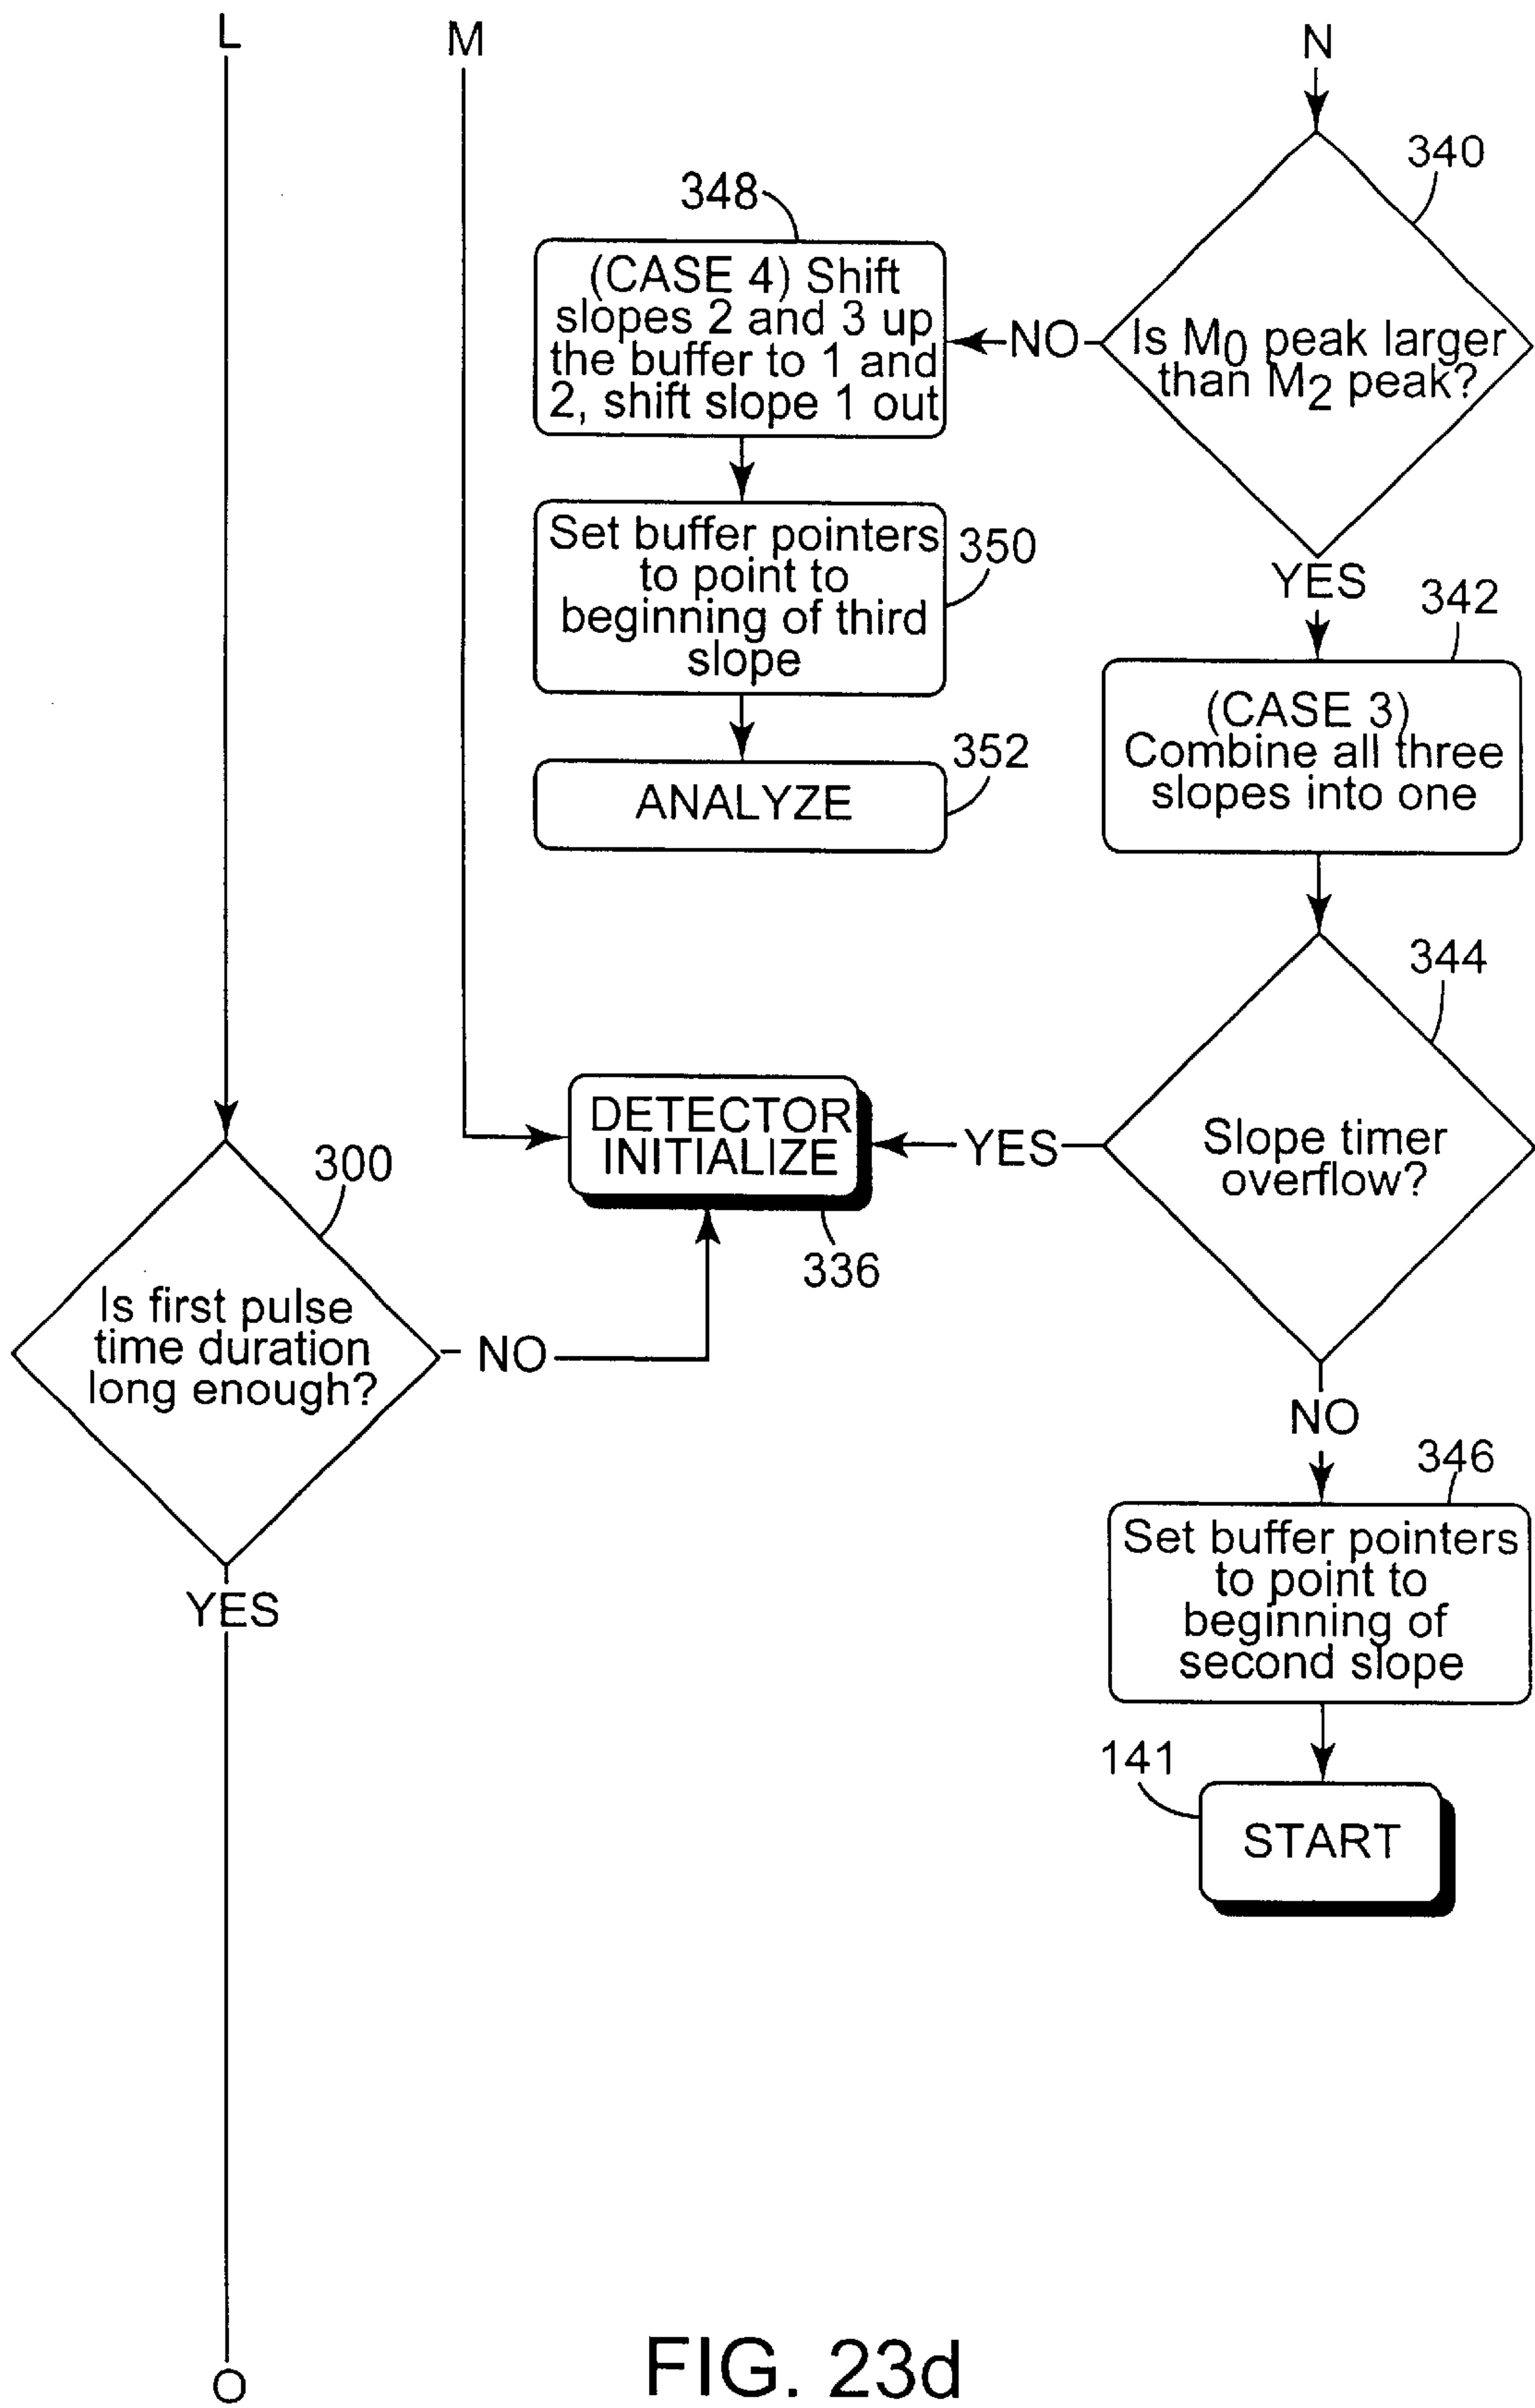 L
M
N
340
348
(CASE 4) Shift
slopes 2 and 3 up
the buffer to 1 and
2, shift slope 1 out
NO
Is M0 peak larger
than M2 peak?
Set buffer pointers
to point to
beginning of third
slope
350
YES
342
(CASE 3)
Combine all three
slopes into one
352
ANALYZE
344
DETECTOR
INITIALIZE
YES
Slope timer
overflow?
336
300
Is first pulse
time duration
long enough?
NO
NO
346
Set buffer pointers
to point to
beginning of
second slope
YES
141
START
O
FIG. 23d